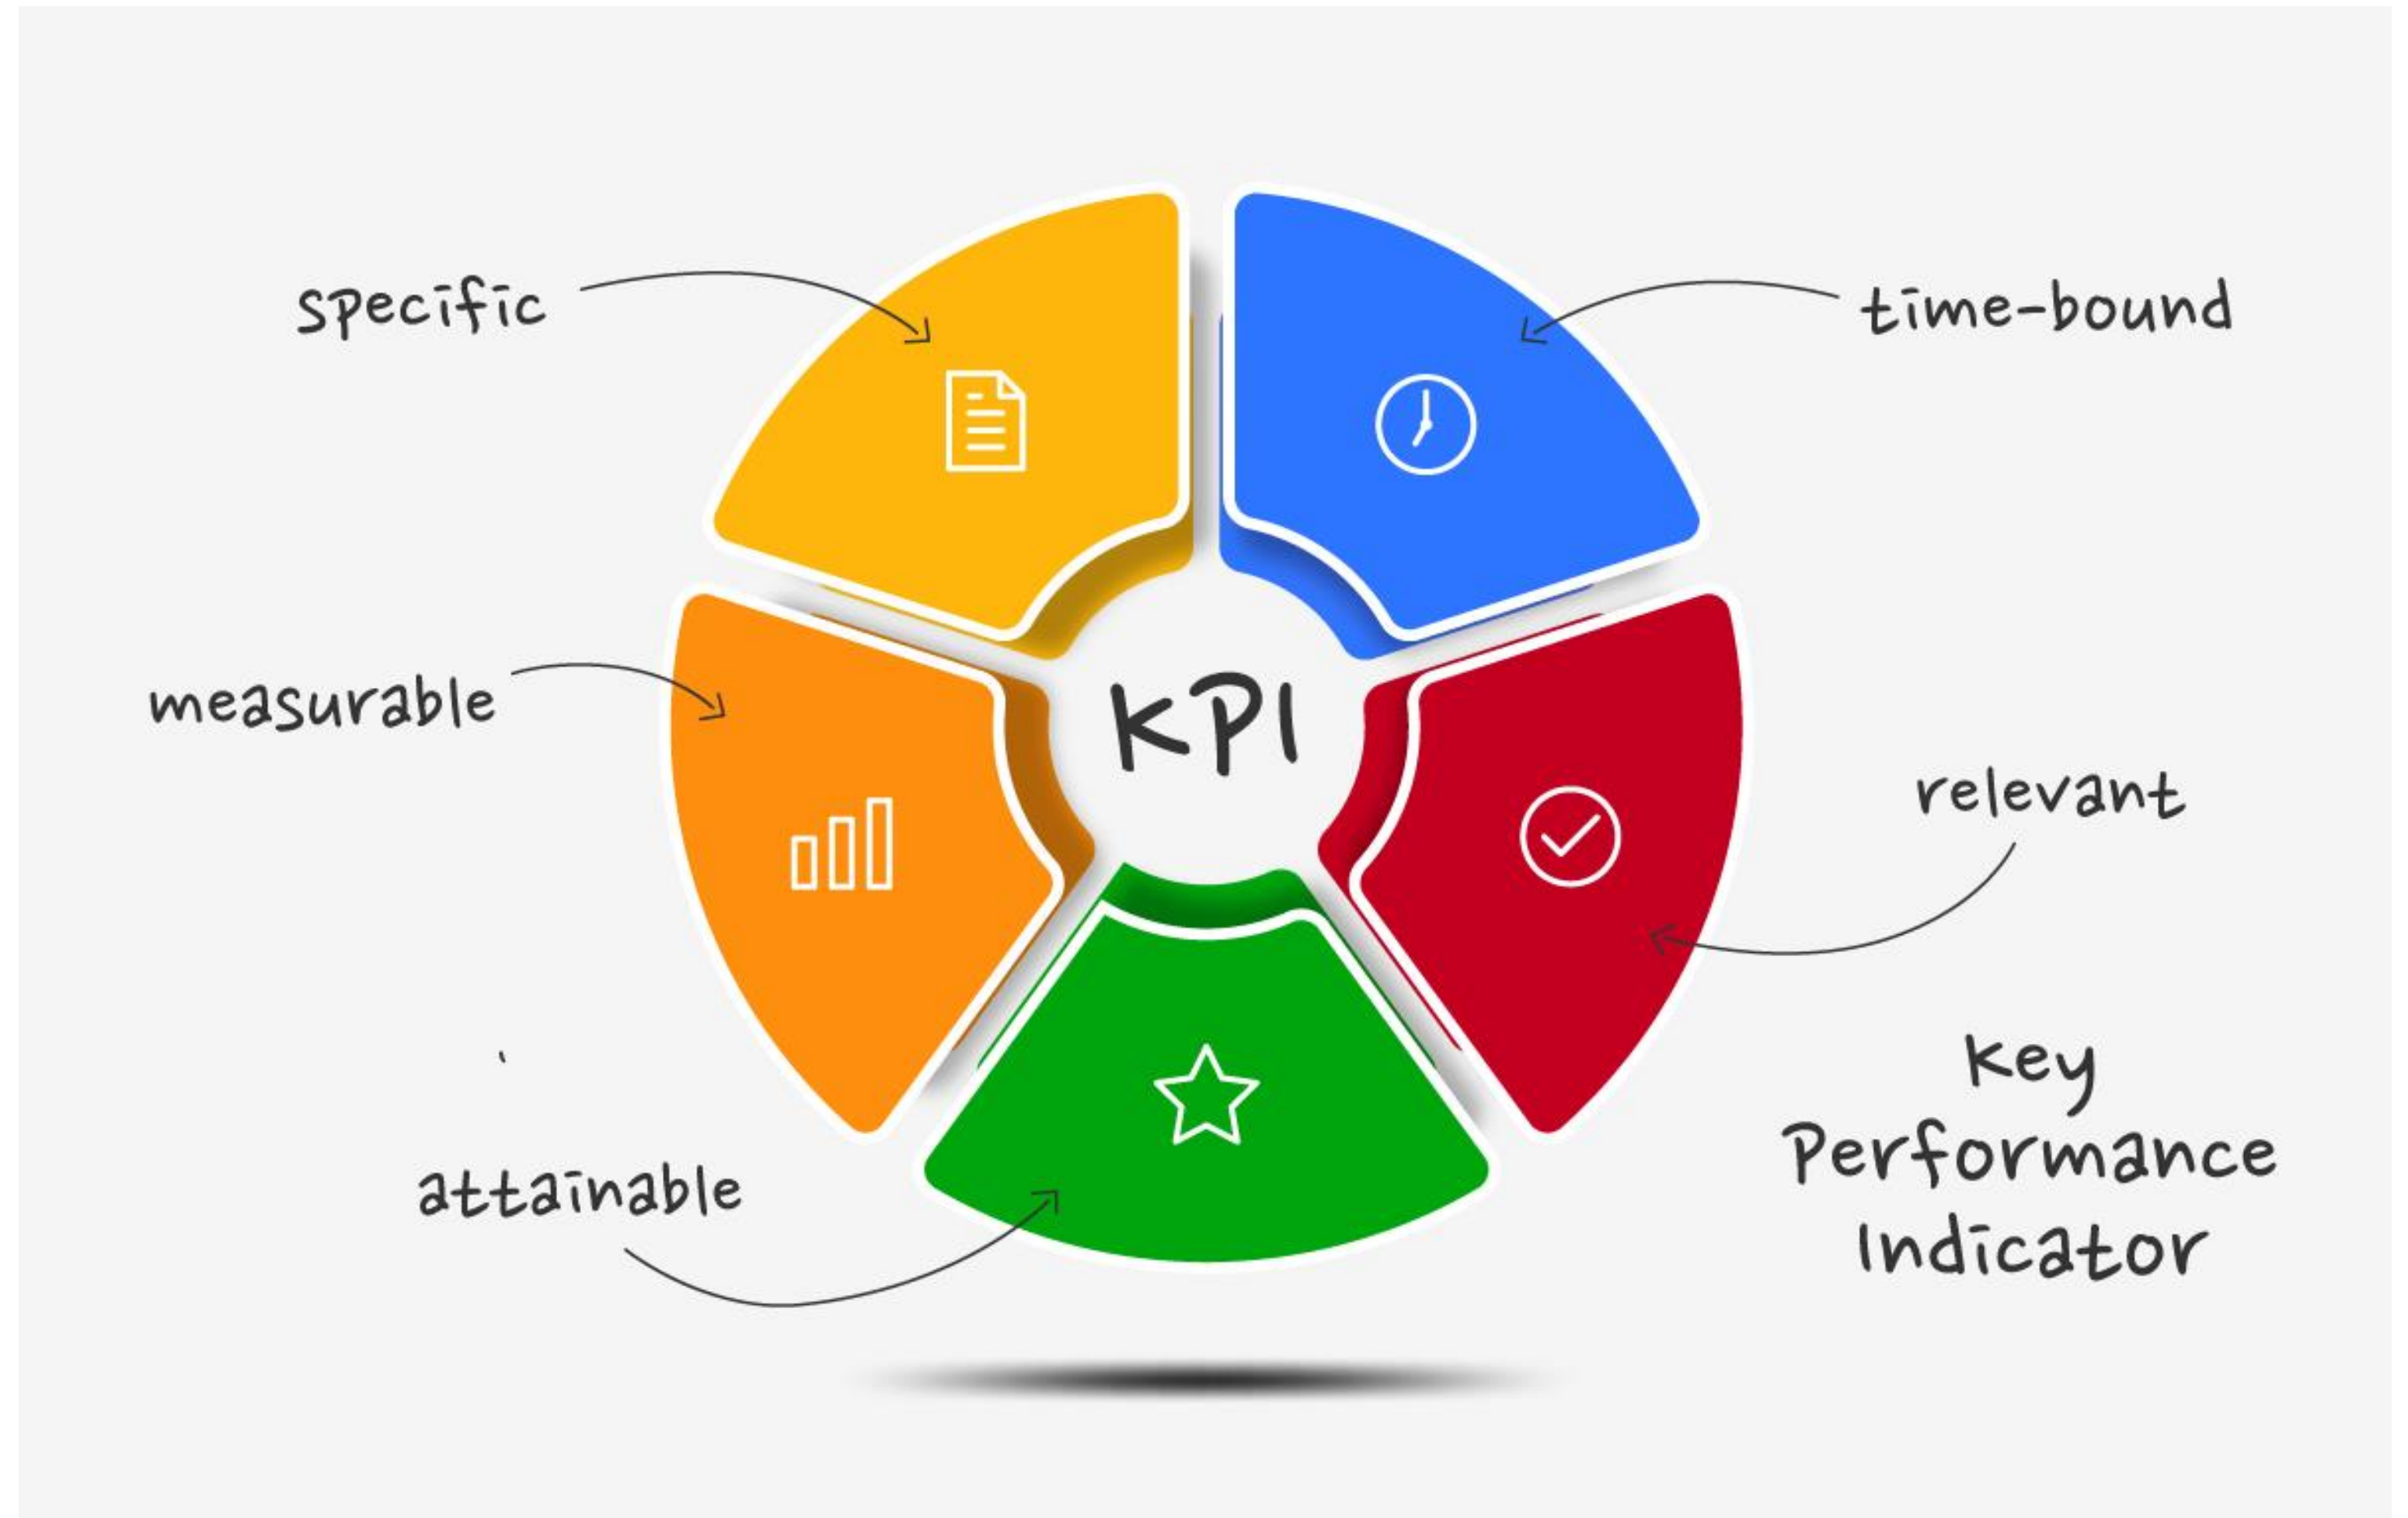 specific
time-bound
measurable
KPI
relevant
attainable
Key
Performance
Indicator